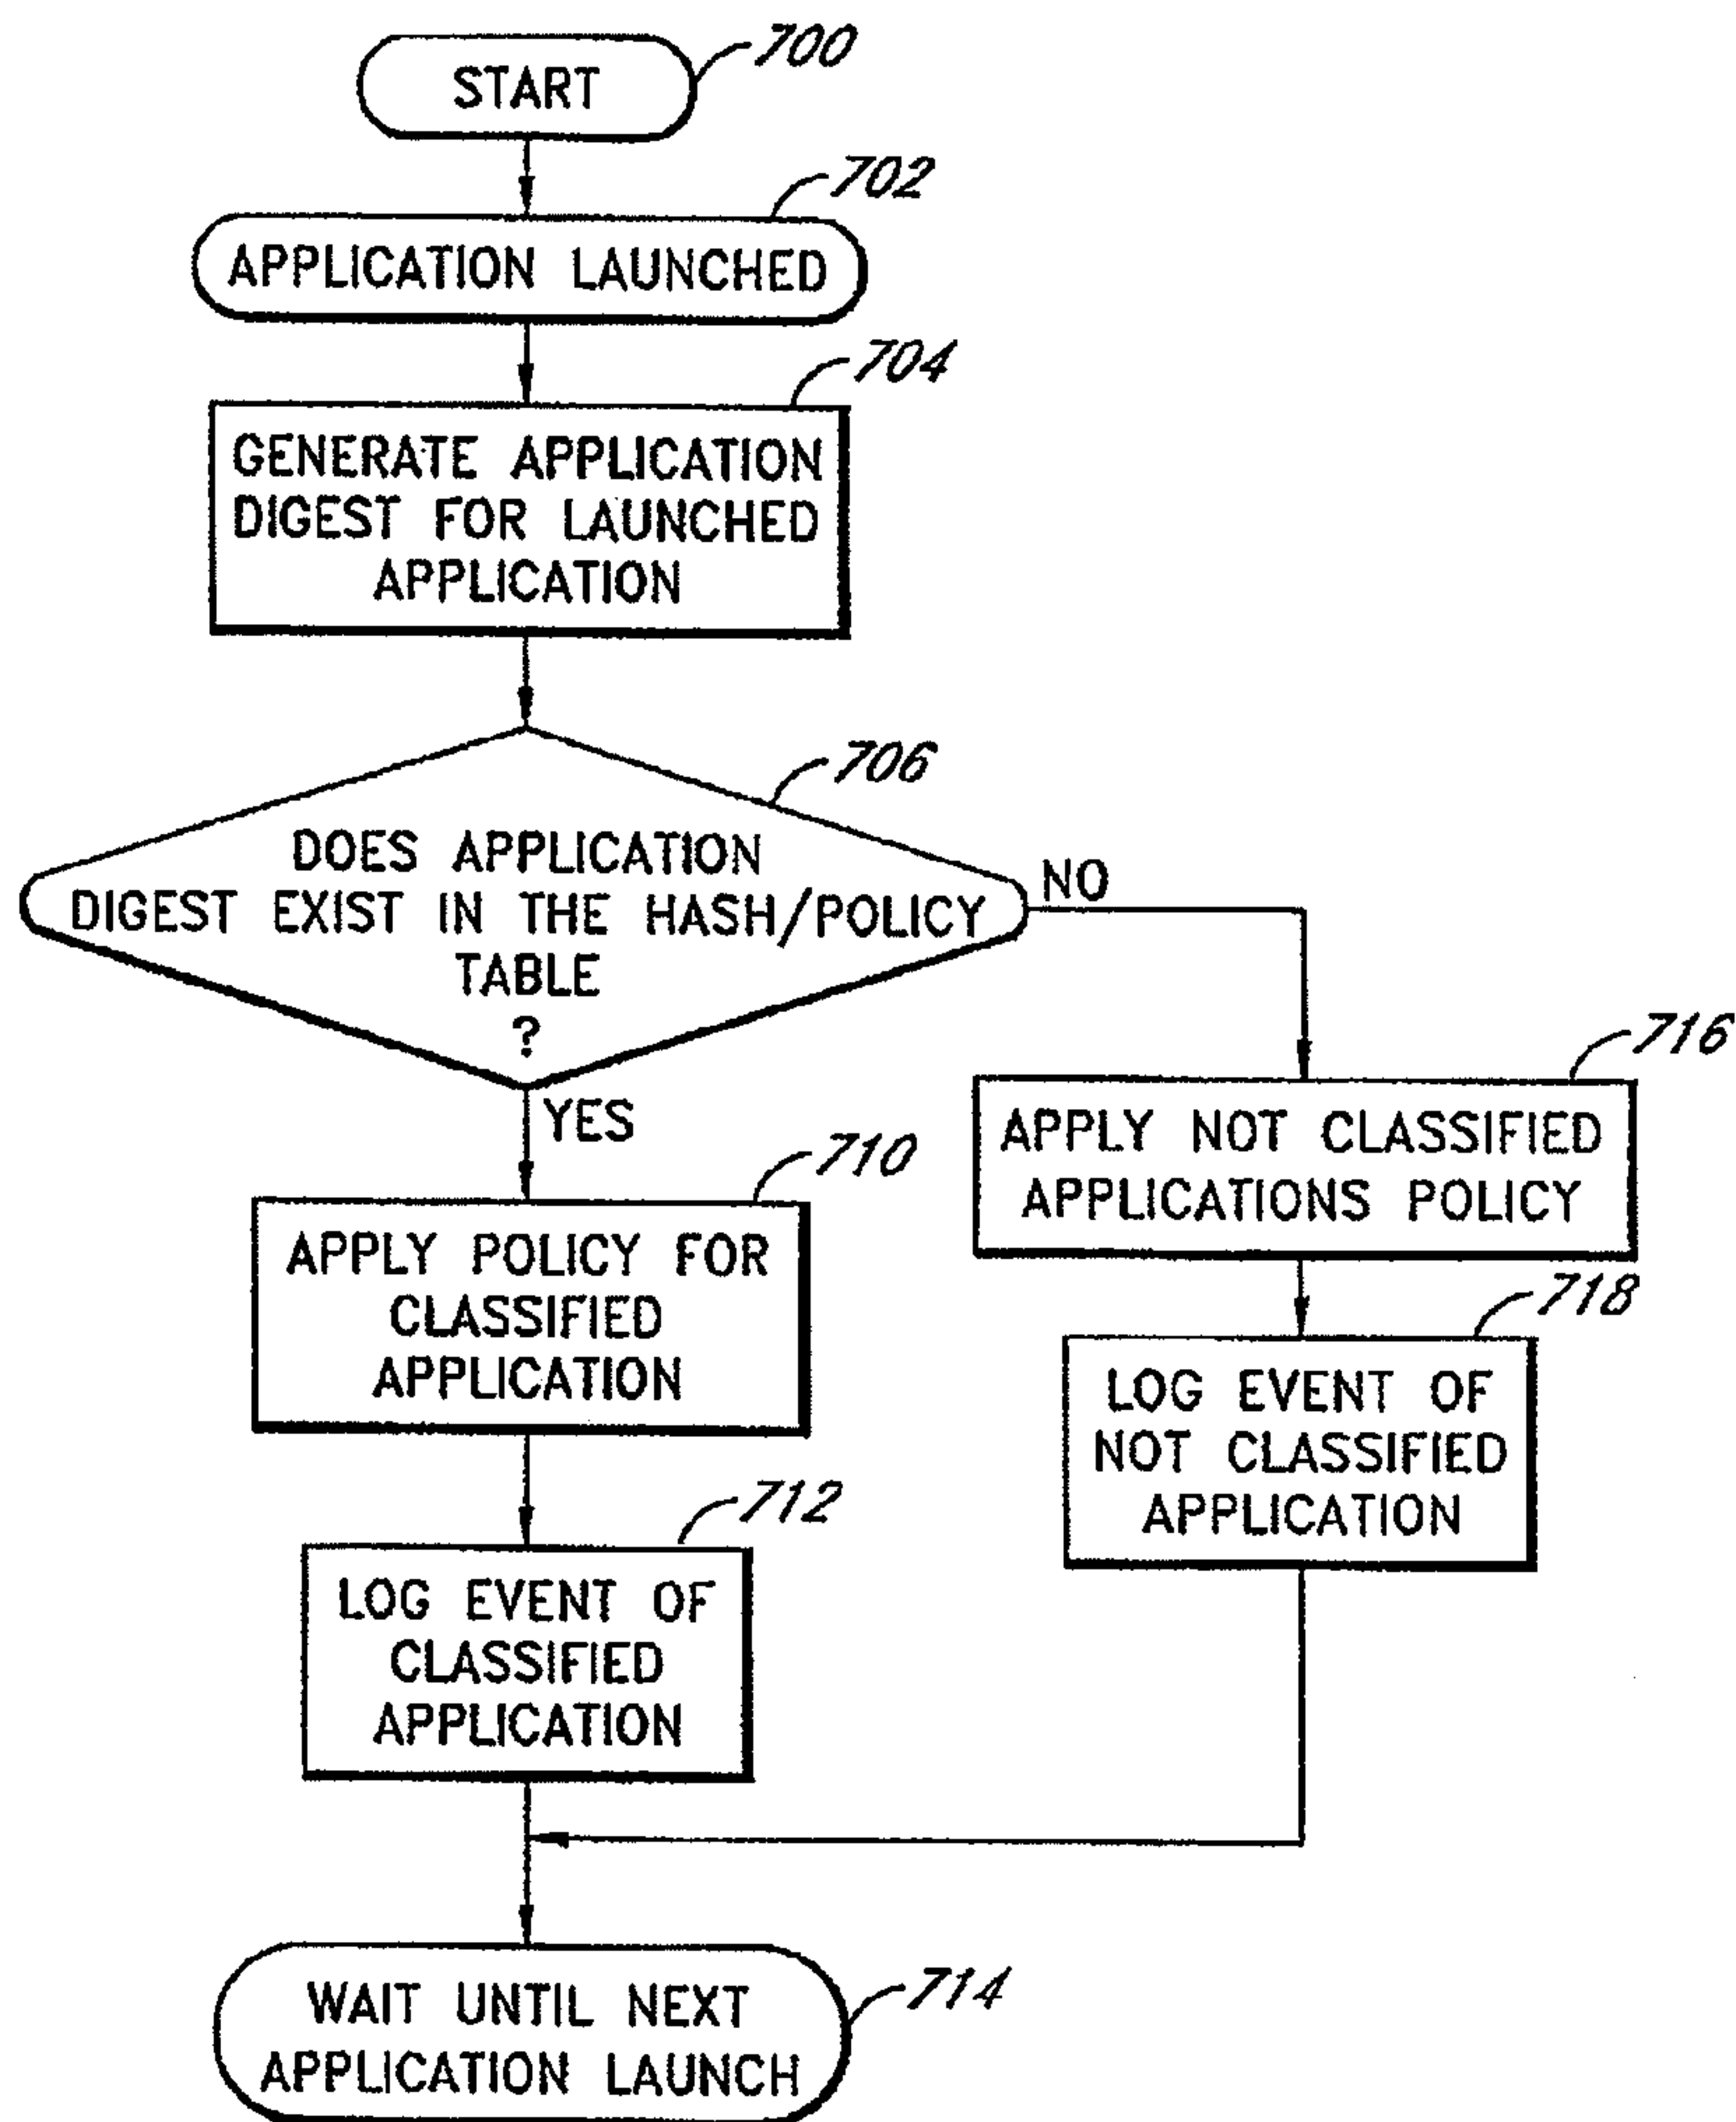 START
700
702
APPLICATION LAUNCHED
704
GENERATE APPLICATION
DIGEST FOR LAUNCHED
APPLICATION
706
DOES APPLICATION
DIGEST EXIST IN THE HASH/POLICY
TABLE
?
NO
YES
716
APPLY NOT CLASSIFIED
APPLICATIONS POLICY
710
APPLY POLICY FOR
CLASSIFIED
APPLICATION
718
LOG EVENT OF
NOT CLASSIFIED
APPLICATION
712
LOG EVENT OF
CLASSIFIED
APPLICATION
WAIT UNTIL NEXT
APPLICATION LAUNCH
714